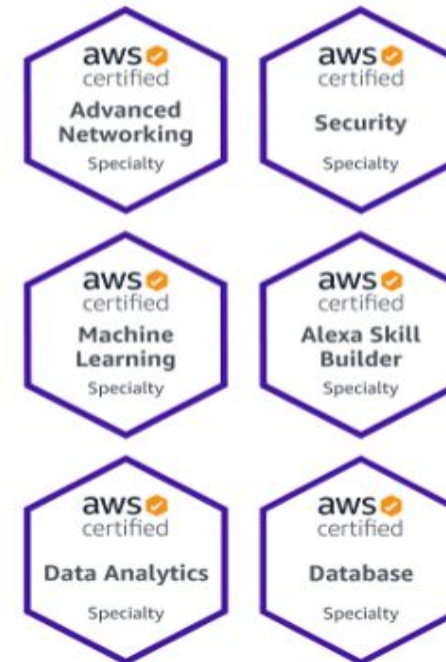 aws
certified
Advanced
Networking
Specialty
aws
certified
Security
Specialty
aws
certified
Machine
Learning
Specialty
aws
certified
Alexa Skill
Builder
Specialty
aws
certified
Data Analytics
Specialty
aws
certified
Database
Specialty